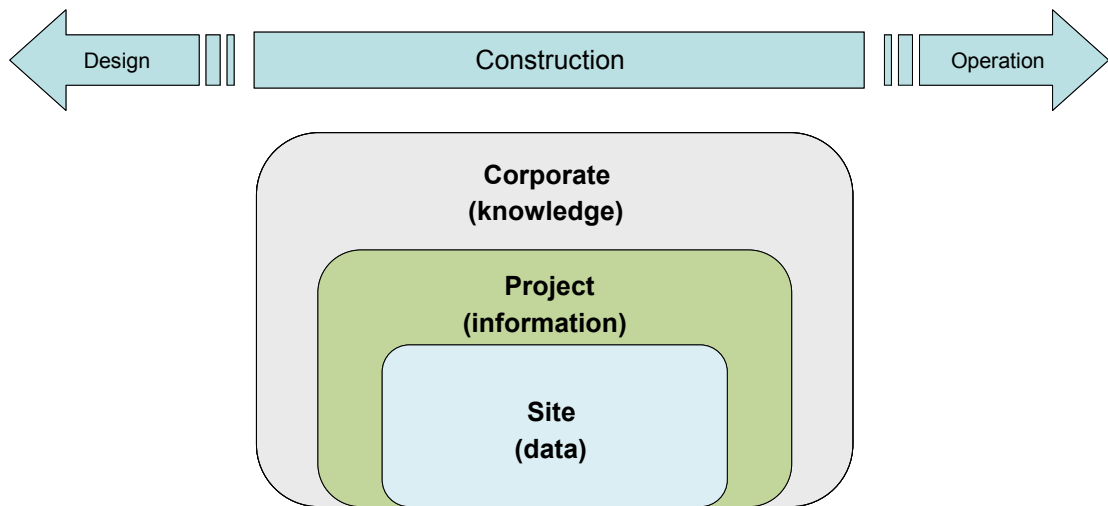 Design
Construction
Operation
Corporate
(knowledge)
Project
(information)
Site
(data)